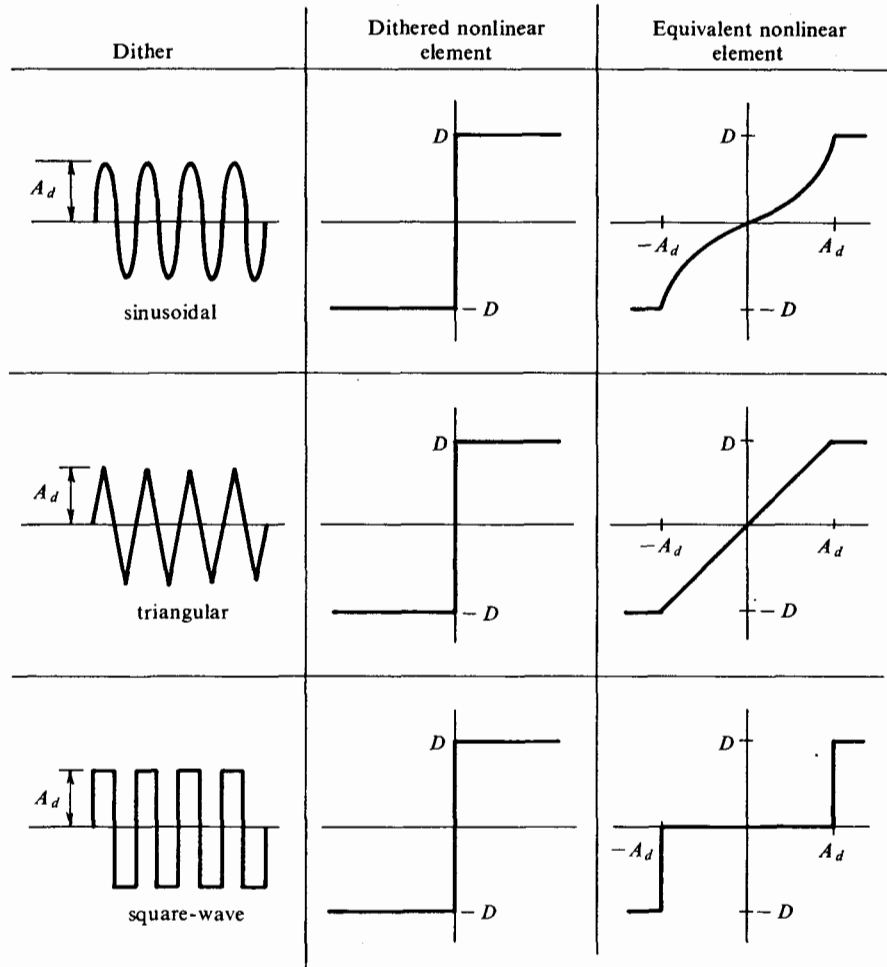 Dither
Dithered nonlinear
element
Equivalent nonlinear
element
A_d
sinusoidal
D
– D
D
– A_d
A_d
– D
A_d
triangular
D
– D
D
– A_d
A_d
– D
A_d
square-wave
D
– D
D
– A_d
A_d
– D